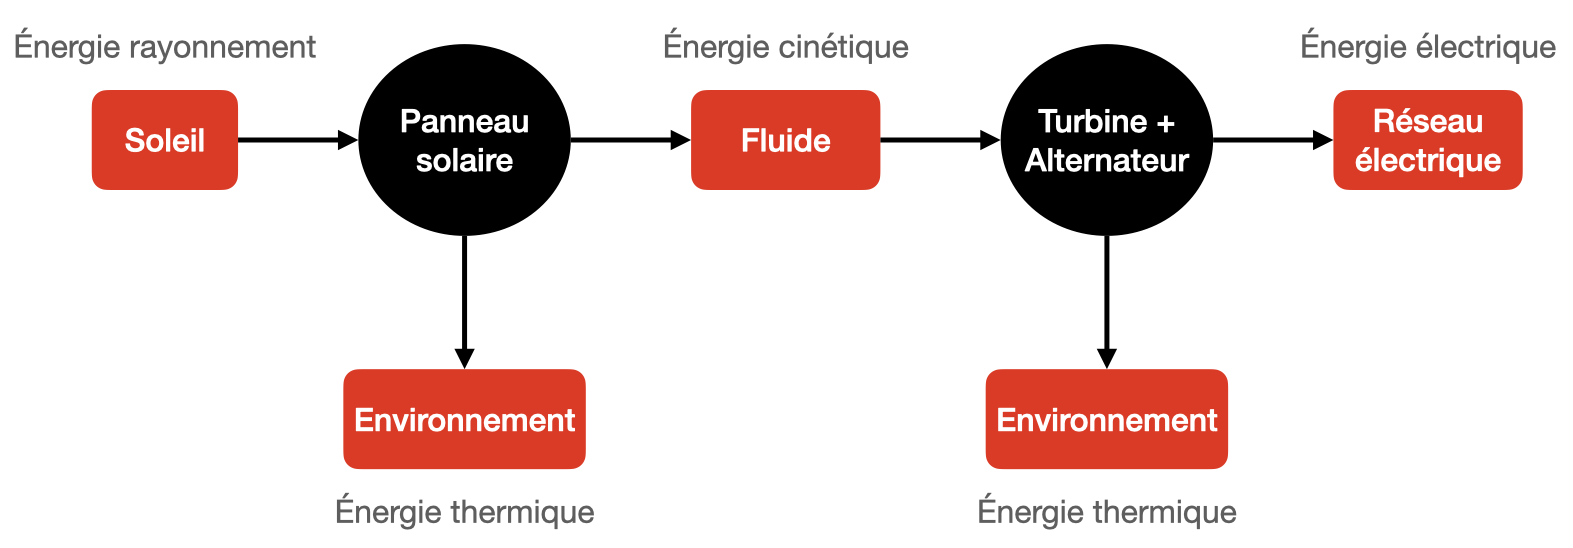 Énergie rayonnement
Énergie cinétique
Énergie électrique
Soleil
Panneau
solaire
Fluide
Turbine +
Alternateur
Réseau
électrique
Environnement
Environnement
Énergie thermique
Énergie thermique